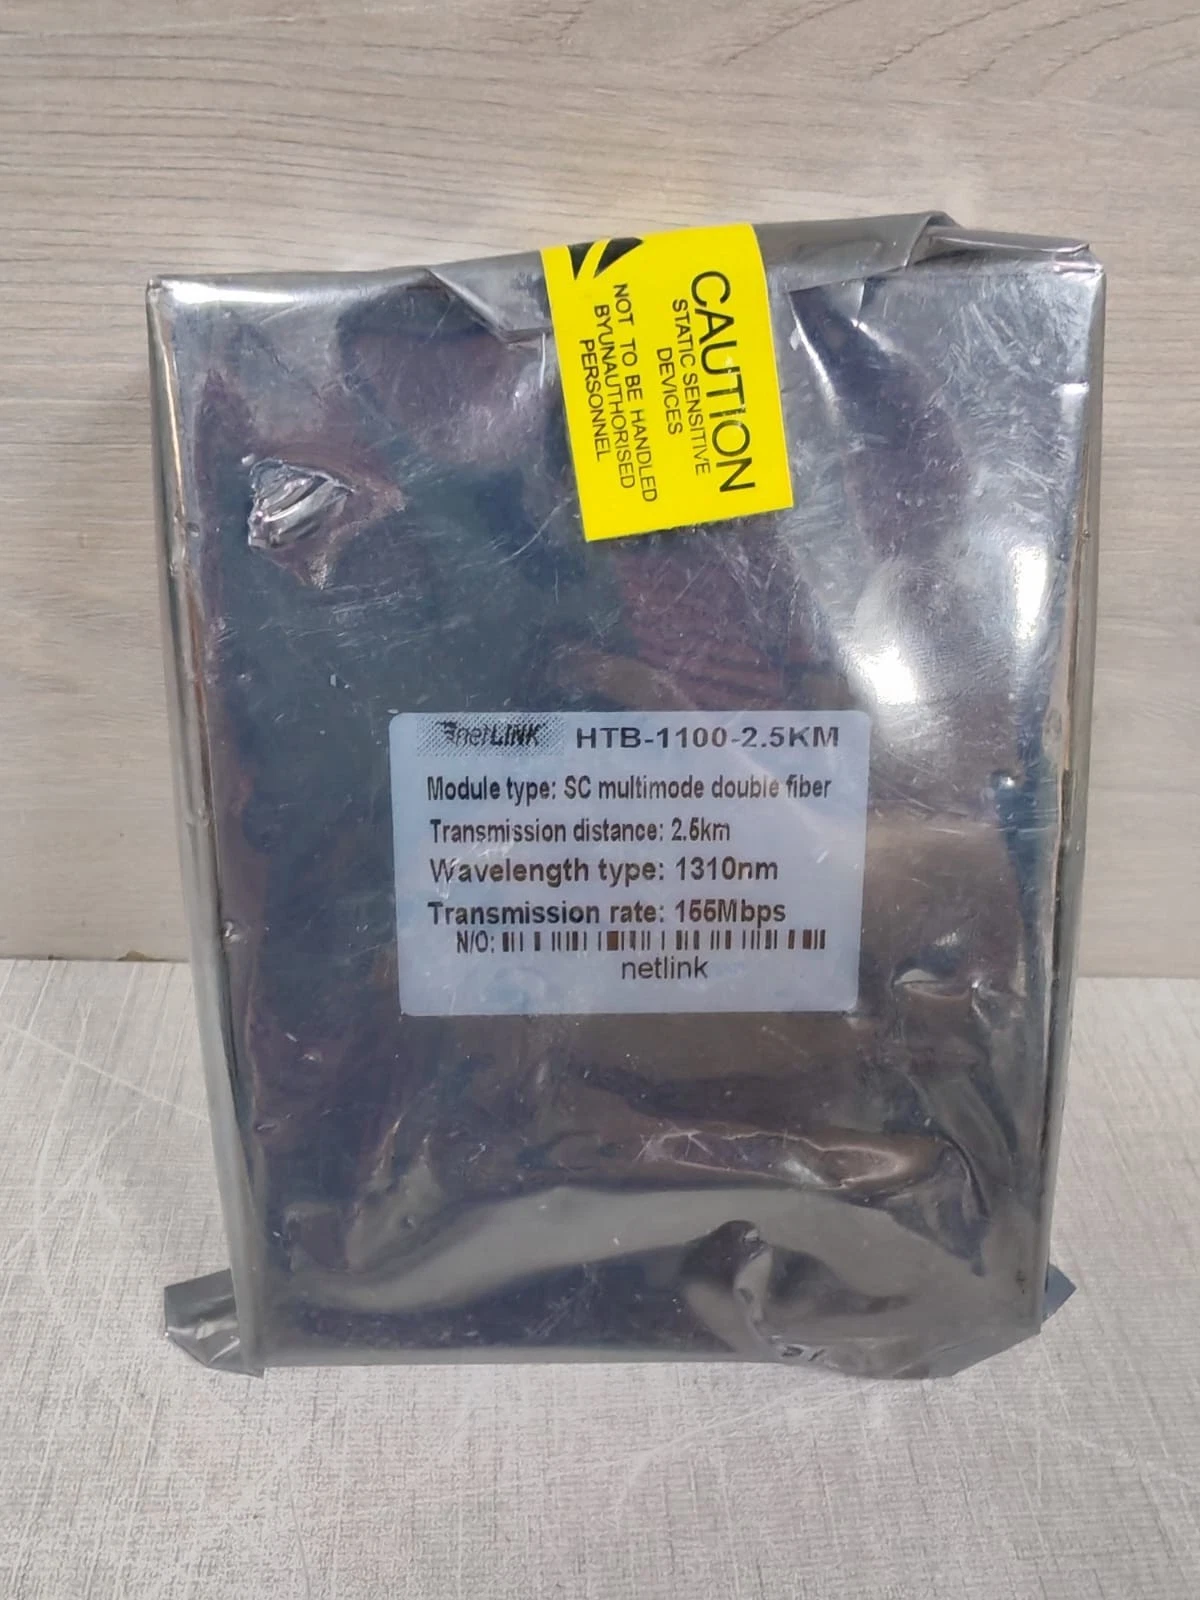 CAUTION
STATIC SENSITIVE
DEVICES
NOT TO BE HANDLED
BYUNAUTHORISED
PERSONNEL
netLINK HTB-1100-2.5KM
Module type: SC multimode double fiber
Transmission distance: 2.5km
Wavelength type: 1310nm
Transmission rate: 155Mbps
N/O:
netlink